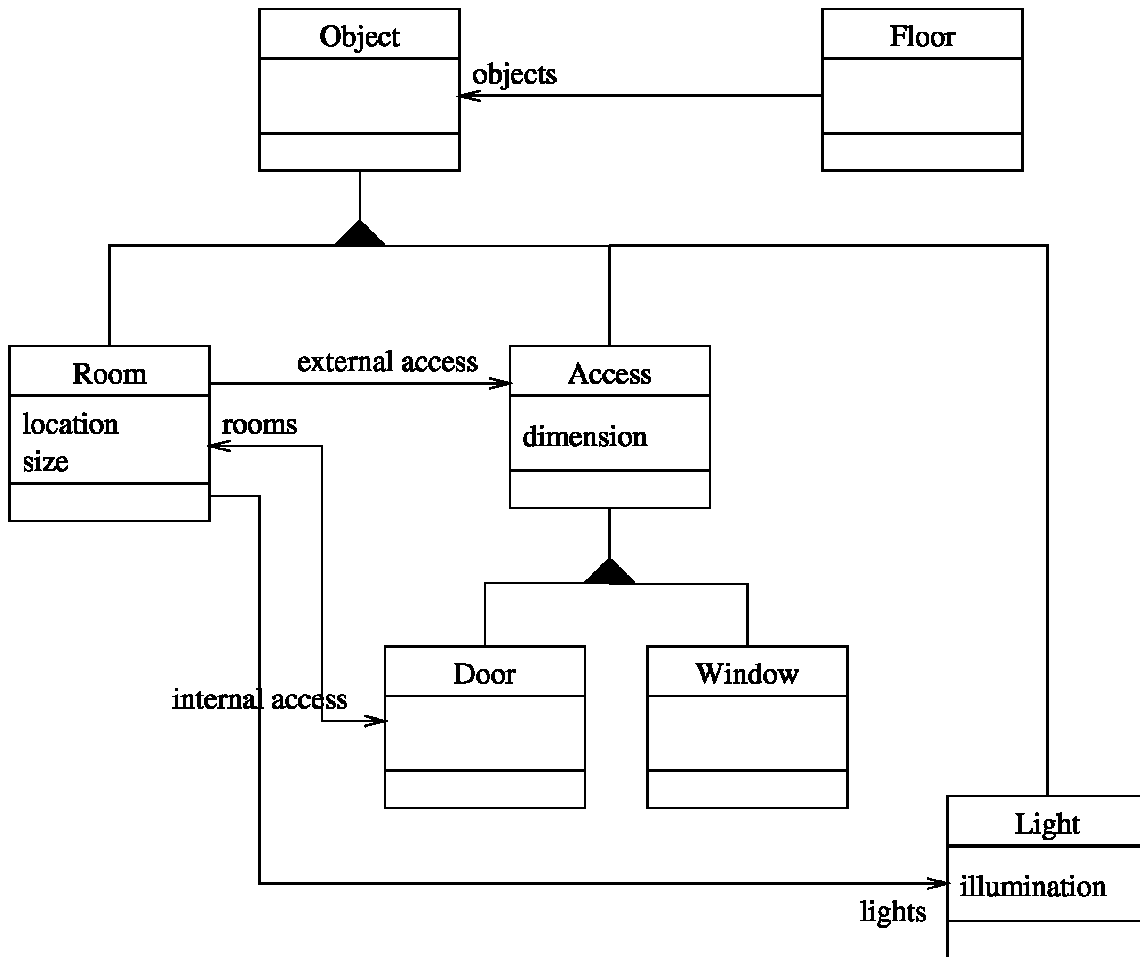 Object
Floor
objects
external access
Room
Access
location
rooms
dimension
size
Door
Window
internal access
Light
illumination
lights